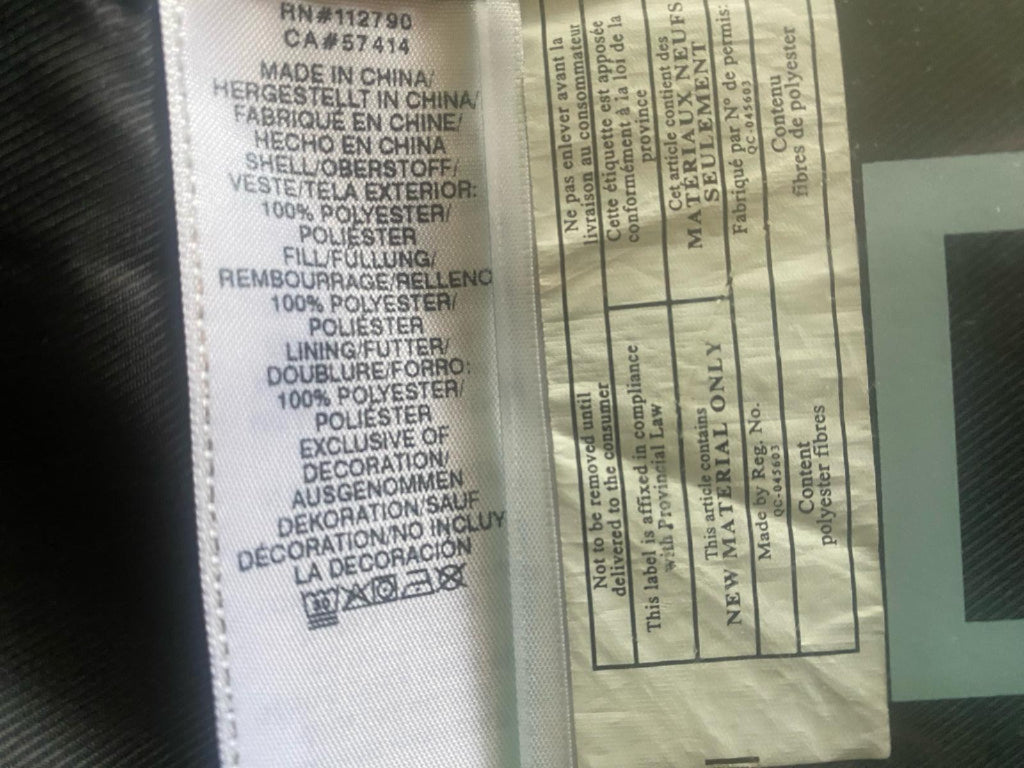 RN#112790
CA#57414
MADE IN CHINA/
HERGESTELLT IN CHINA/
FABRIQUÉ EN CHINE/
HECHO EN CHINA
SHELL/OBERSTOFF/
VESTE/TELA EXTERIOR:
100% POLYESTER/
POLIÉSTER
FILL/FÜLLUNG/
REMBOURRAGE/RELLENO
100% POLYESTER/
POLIÉSTER
LINING/FUTTER/
DOUBLURE/FORRO:
100% POLYESTER/
POLIÉSTER
EXCLUSIVE OF
DECORATION/
AUSGENOMMEN
DEKORATION/SAUF
DÉCORATION/NO INCLUY
LA DECORACIÓN
30
Not to be removed until
delivered to the consumer
This label is affixed in compliance
with Provincial Law
This article contains
NEW MATERIAL ONLY
Made by Reg. No.
QC-045603
Content
polyester fibres
Ne pas enlever avant la
livraison au consommateur
Cette étiquette est apposée
conformément à la loi de la
province
Cet article contient des
MATERIAUX NEUFS
SEULEMENT
Fabriqué par Nº de permis:
QC-045603
Contenu
fibres de polyester